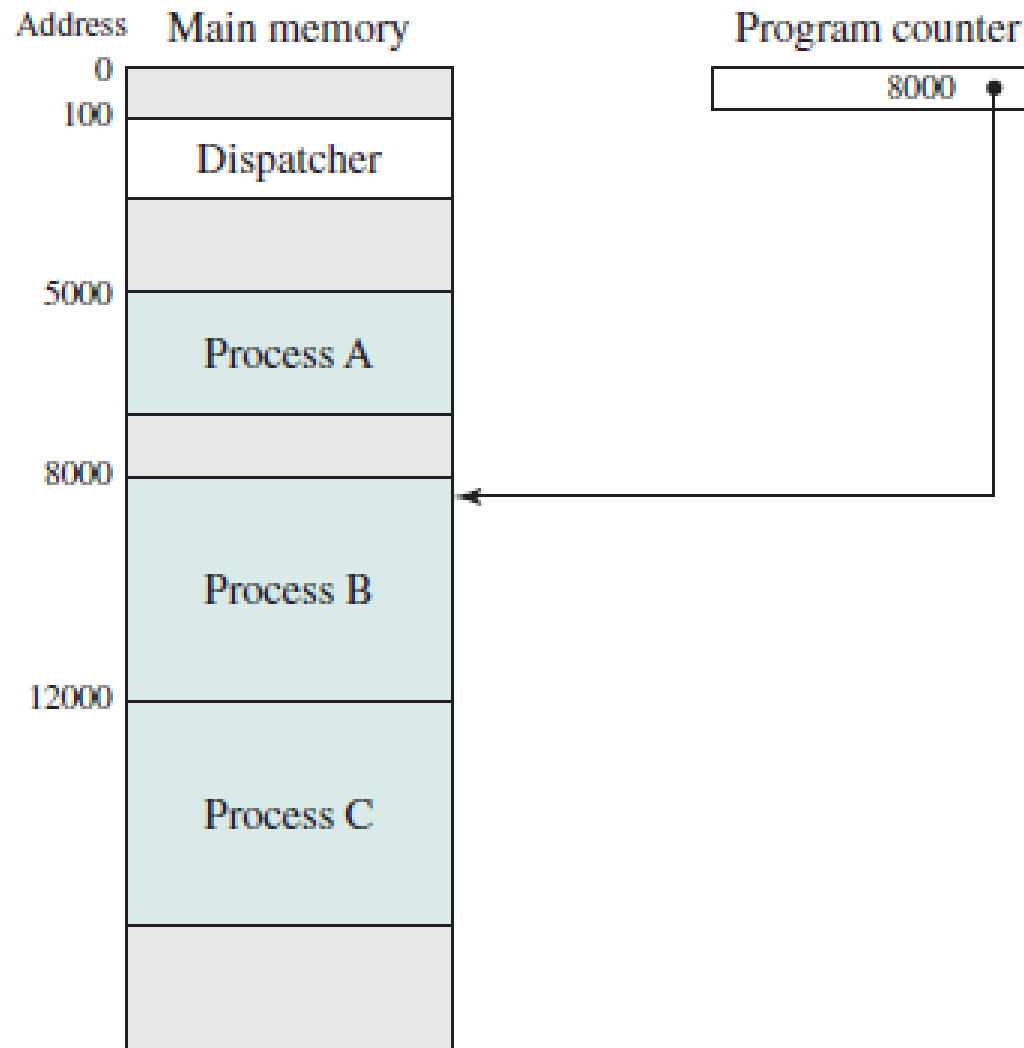 Address
Main memory
Program counter
0
8000
100
Dispatcher
5000
Process A
8000
Process B
12000
Process C